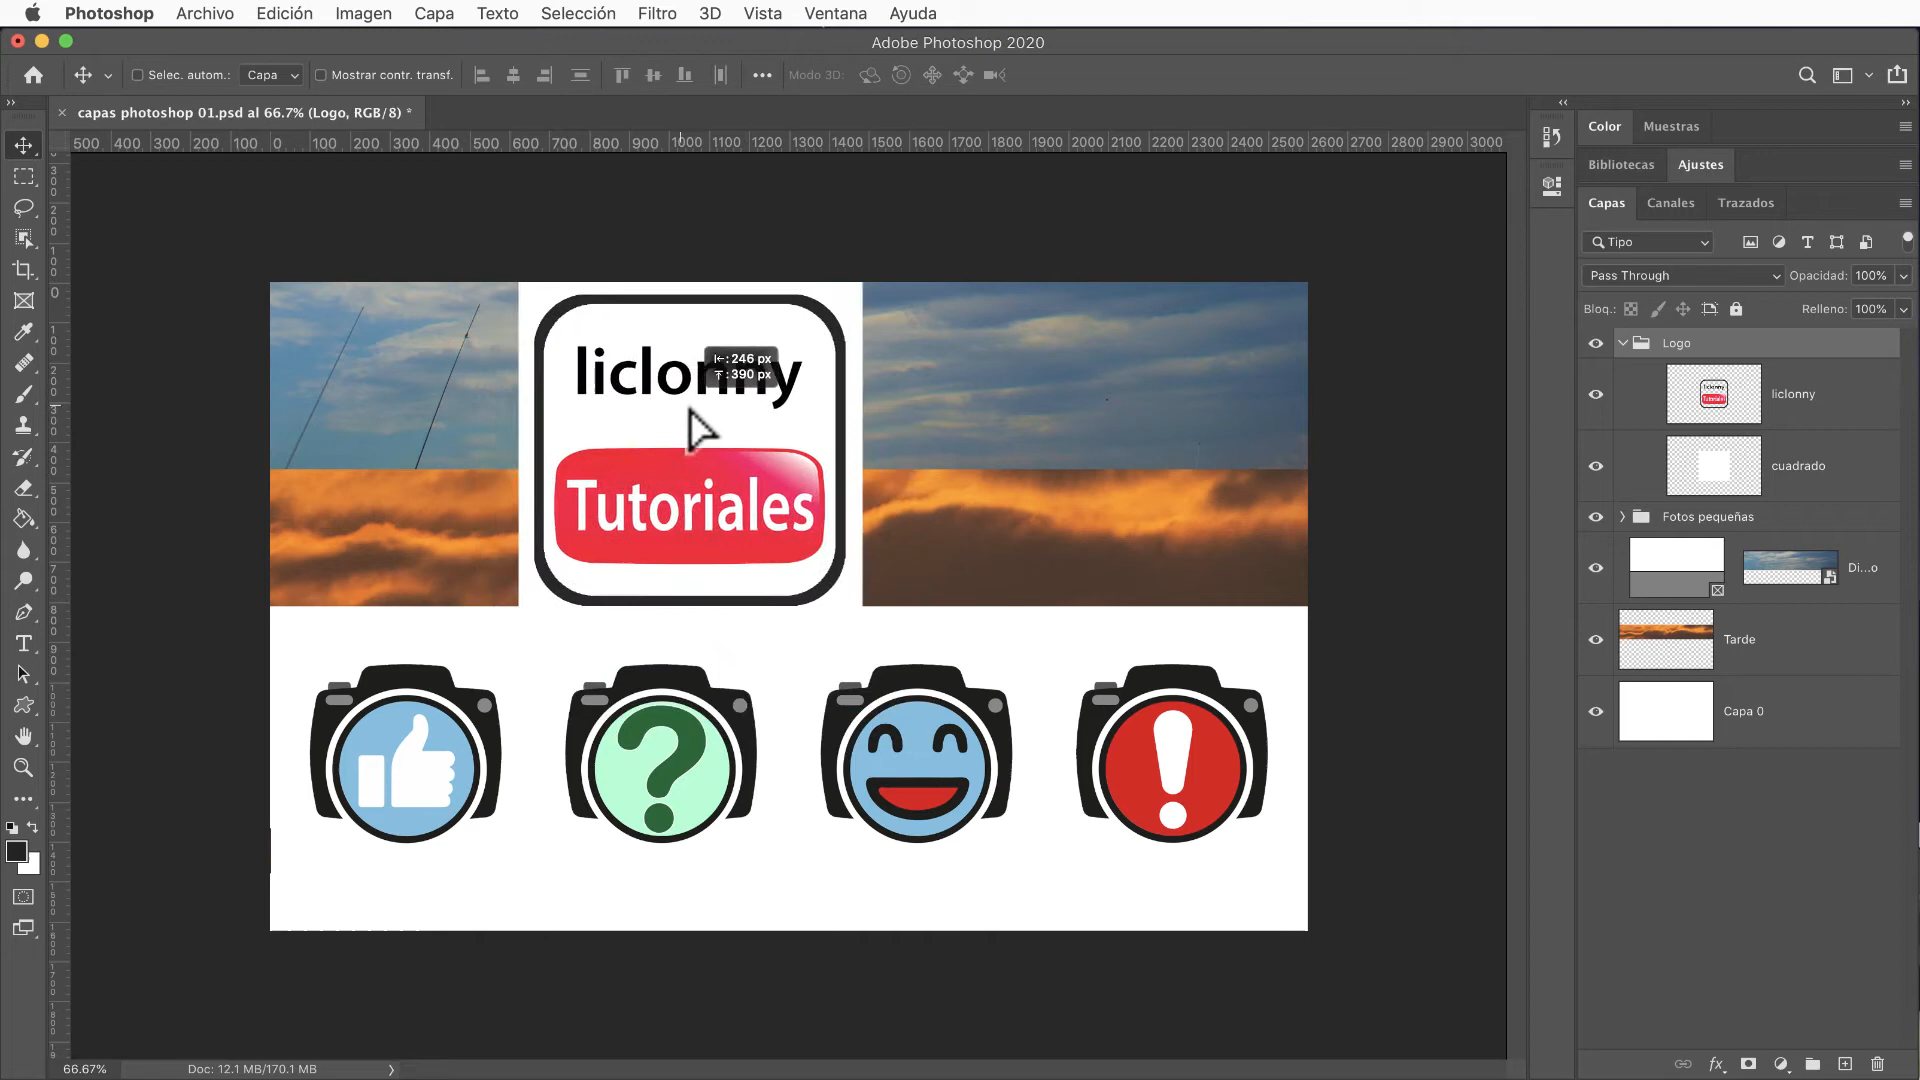 Photoshop Archivo Edición Imagen Capa Texto Selección Filtro 3D Vista Ventana Ayuda
Adobe Photoshop 2020
Selec. autom.: Capa Mostrar contr. transf. Modo 3D:
capas photoshop 01.psd al 66.7% (Logo, RGB/8) *
500 400 300 200 100 0 100 200 300 400 500 600 700 800 900 1000 1100 1200 1300 1400 1500 1600 1700 1800 1900 2000 2100 2200 2300 2400 2500 2600 2700 2800 2900 3000
Color Muestras
Bibliotecas Ajustes
Capas Canales Trazados
Tipo
Pass Through Opacidad: 100%
Bloq.: Relleno: 100%
Logo
liclonny
cuadrado
Fotos pequeñas
Di...o
Tarde
Capa 0
liclonny
: 246 px
: 390 px
Tutoriales
66.67% Doc: 12.1 MB/170.1 MB